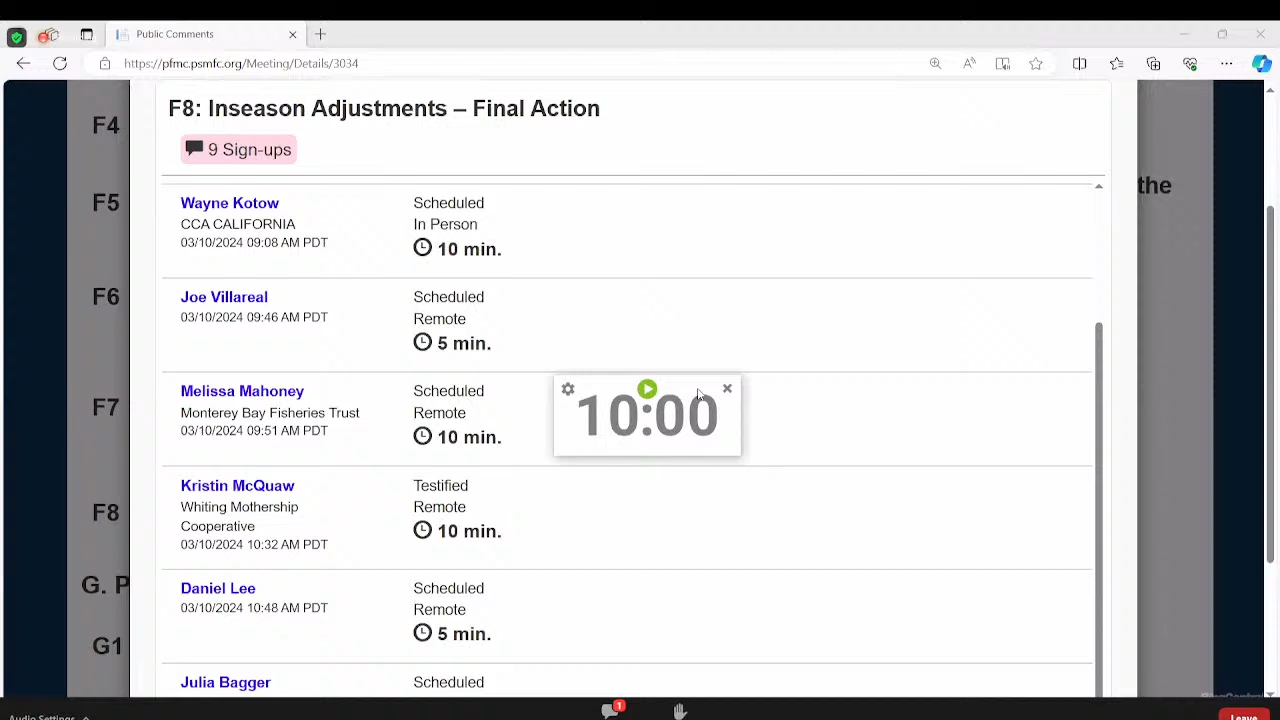 Public Comments
https://pfmc.psmfc.org/Meeting/Details/3034
F8: Inseason Adjustments – Final Action
9 Sign-ups
F4
F5
F6
F7
F8
G. P
G1
the
Wayne Kotow
CCA CALIFORNIA
03/10/2024 09:08 AM PDT
Scheduled
In Person
10 min.
Joe Villareal
03/10/2024 09:46 AM PDT
Scheduled
Remote
5 min.
Melissa Mahoney
Monterey Bay Fisheries Trust
03/10/2024 09:51 AM PDT
Scheduled
Remote
10 min.
10:00
Kristin McQuaw
Whiting Mothership
Cooperative
03/10/2024 10:32 AM PDT
Testified
Remote
10 min.
Daniel Lee
03/10/2024 10:48 AM PDT
Scheduled
Remote
5 min.
Julia Bagger
Scheduled
Audio Settings
1
Leave